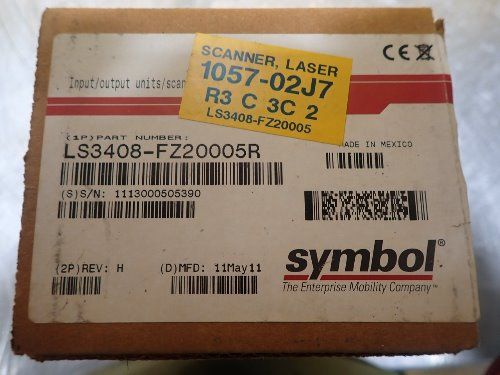 SCANNER, LASER
1057-02J7
R3 C 3C 2
LS3408-FZ20005
CE
Input/output units/scan
(1P)PART NUMBER:
LS3408-FZ20005R
MADE IN MEXICO
(S)S/N: 1113000505390
(2P)REV: H
(D)MFD: 11May11
symbol®
The Enterprise Mobility Company™